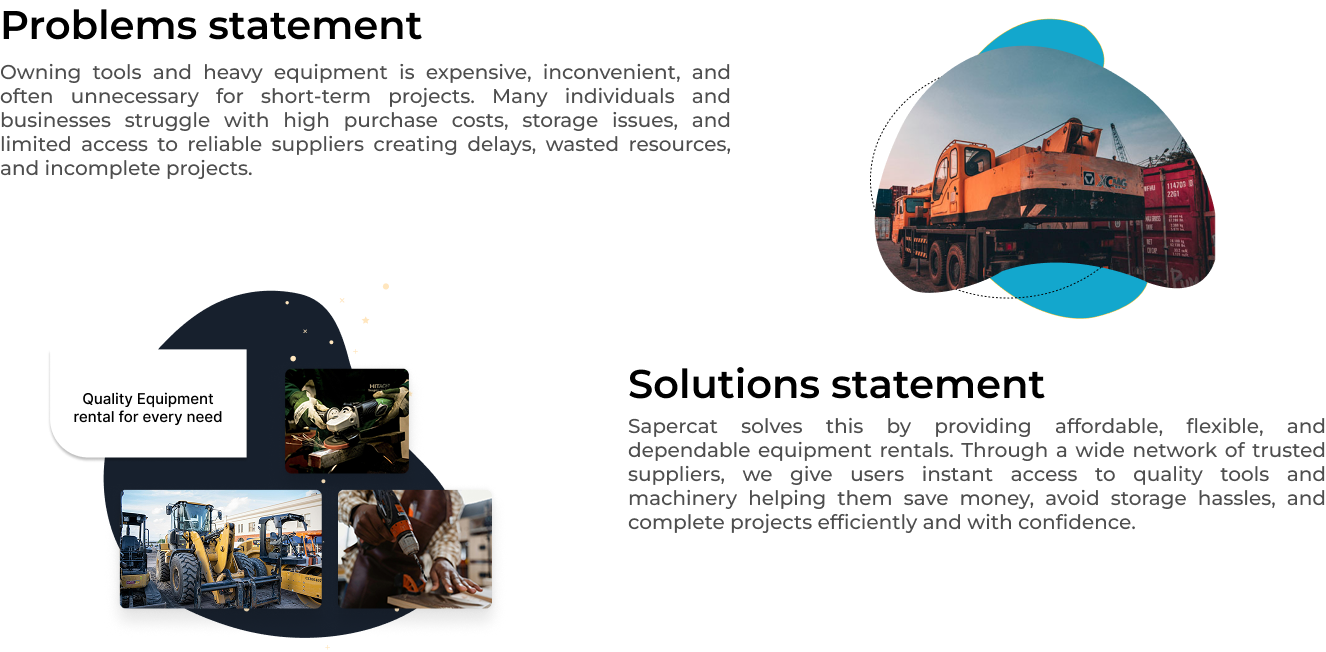 Problems statement
Owning tools and heavy equipment is expensive, inconvenient, and
often unnecessary for short-term projects. Many individuals and
businesses struggle with high purchase costs, storage issues, and
limited access to reliable suppliers creating delays, wasted resources,
and incomplete projects.
XCMG
22G1
Quality Equipment
rental for every need
HITACHI
Solutions statement
Sapercat solves this by providing affordable, flexible, and
dependable equipment rentals. Through a wide network of trusted
suppliers, we give users instant access to quality tools and
machinery helping them save money, avoid storage hassles, and
complete projects efficiently and with confidence.